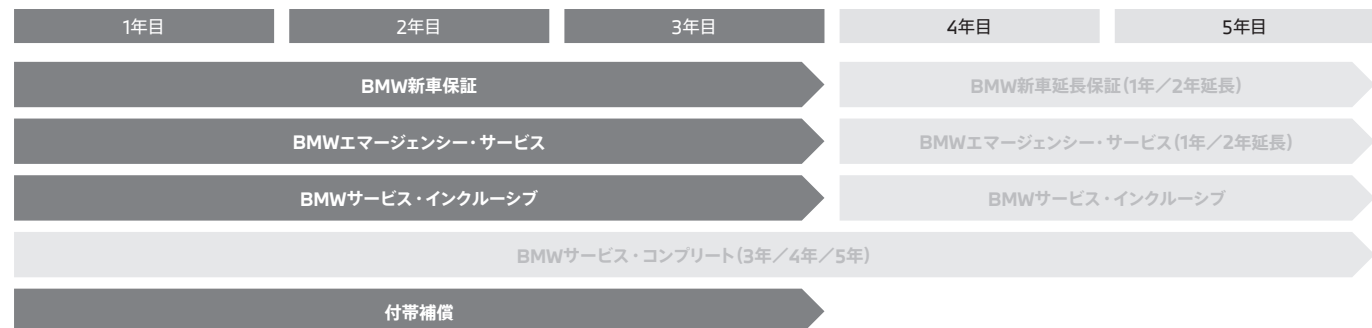 1年目 2年目 3年目 4年目 5年目
BMW新車保証 BMW新車延長保証(1年／2年延長)
BMWエマージェンシー・サービス BMWエマージェンシー・サービス(1年／2年延長)
BMWサービス・インクルーシブ BMWサービス・インクルーシブ
BMWサービス・コンプリート(3年／4年／5年)
付帯補償